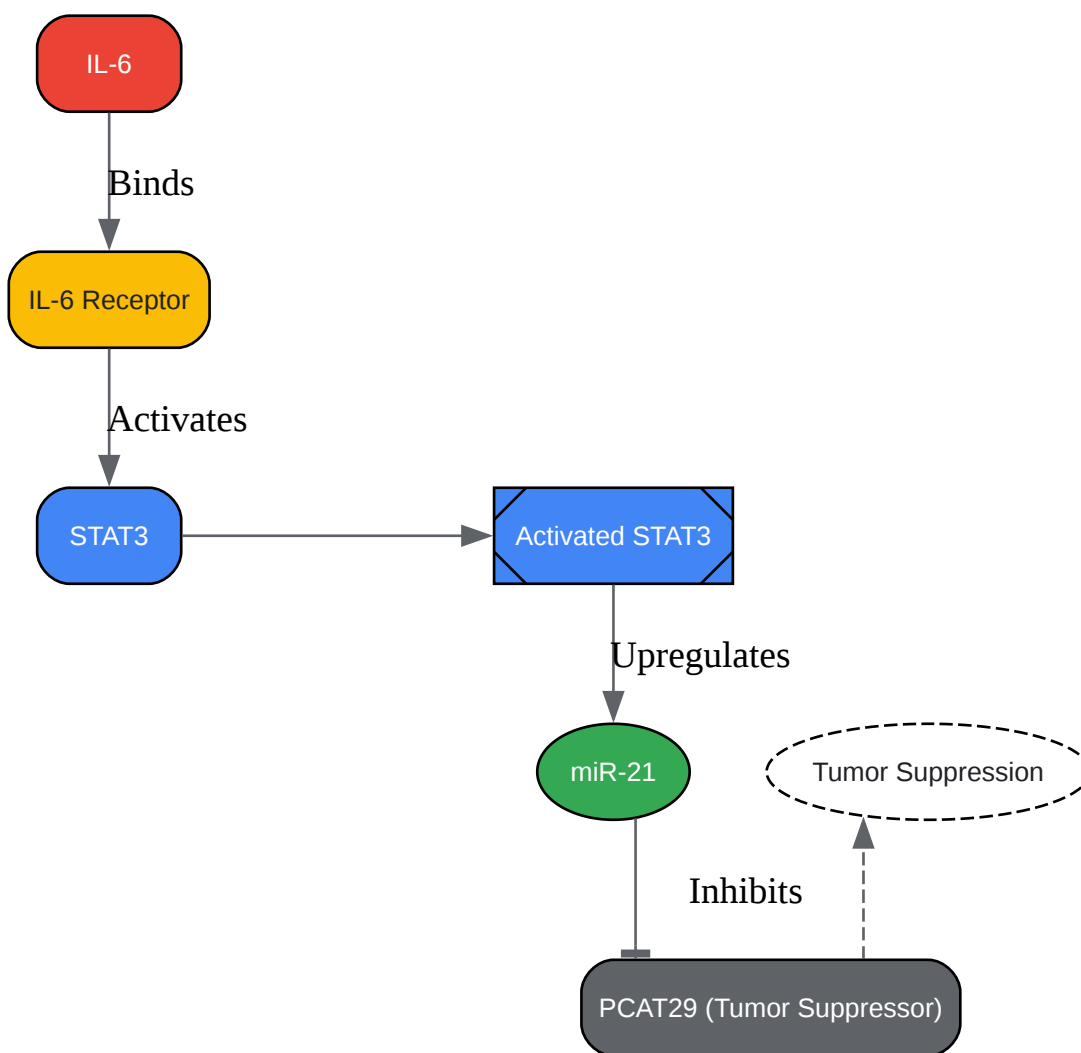 IL-6
Binds
IL-6 Receptor
Activates
STAT3
Activated STAT3
Upregulates
miR-21
Tumor Suppression
Inhibits
PCAT29 (Tumor Suppressor)